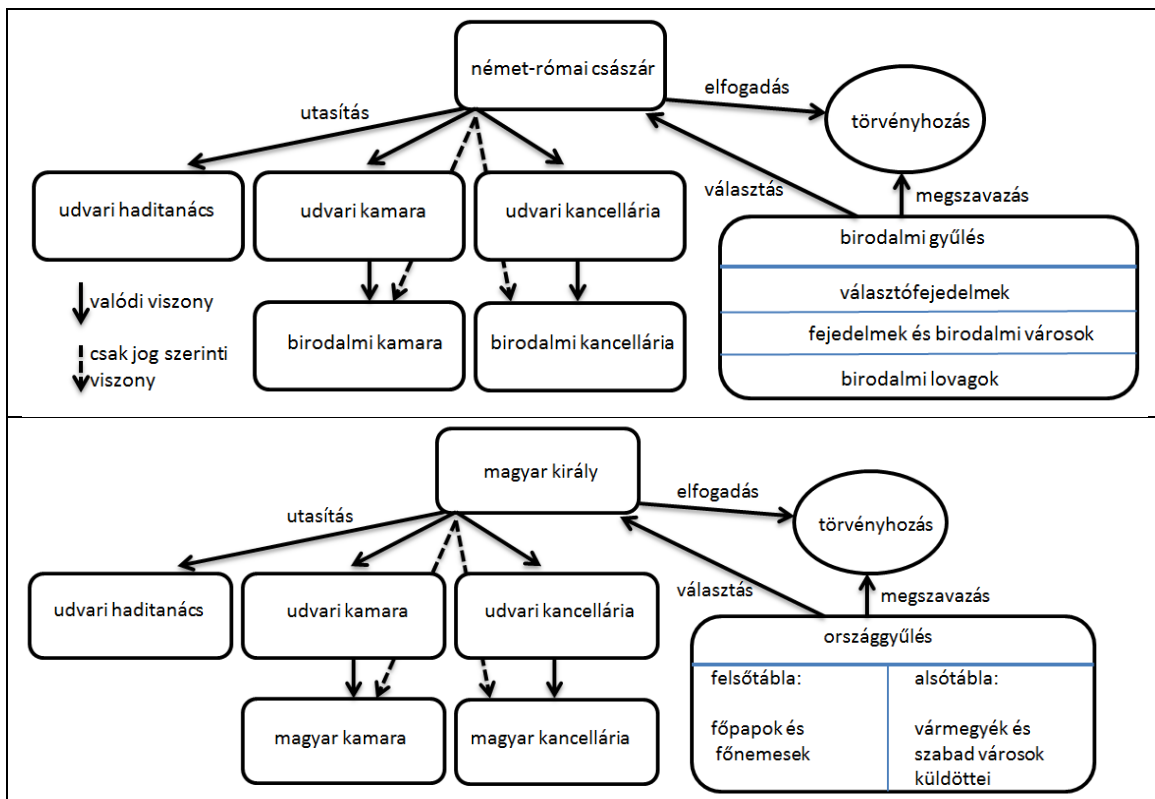 német-római császár
elfogadás
törvényhozás
utasítás
választás
megszavazás
udvari haditanács
udvari kamara
udvari kancellária
birodalmi gyűlés
választófejedelmek
fejedelmek és birodalmi városok
birodalmi lovagok
valódi viszony
csak jog szerinti
viszony
birodalmi kamara
birodalmi kancellária
magyar király
elfogadás
törvényhozás
utasítás
választás
megszavazás
udvari haditanács
udvari kamara
udvari kancellária
országgyűlés
felsőtábla:
főpapok és
főnemesek
alsótábla:
vármegyék és
szabad városok
küldöttei
magyar kamara
magyar kancellária